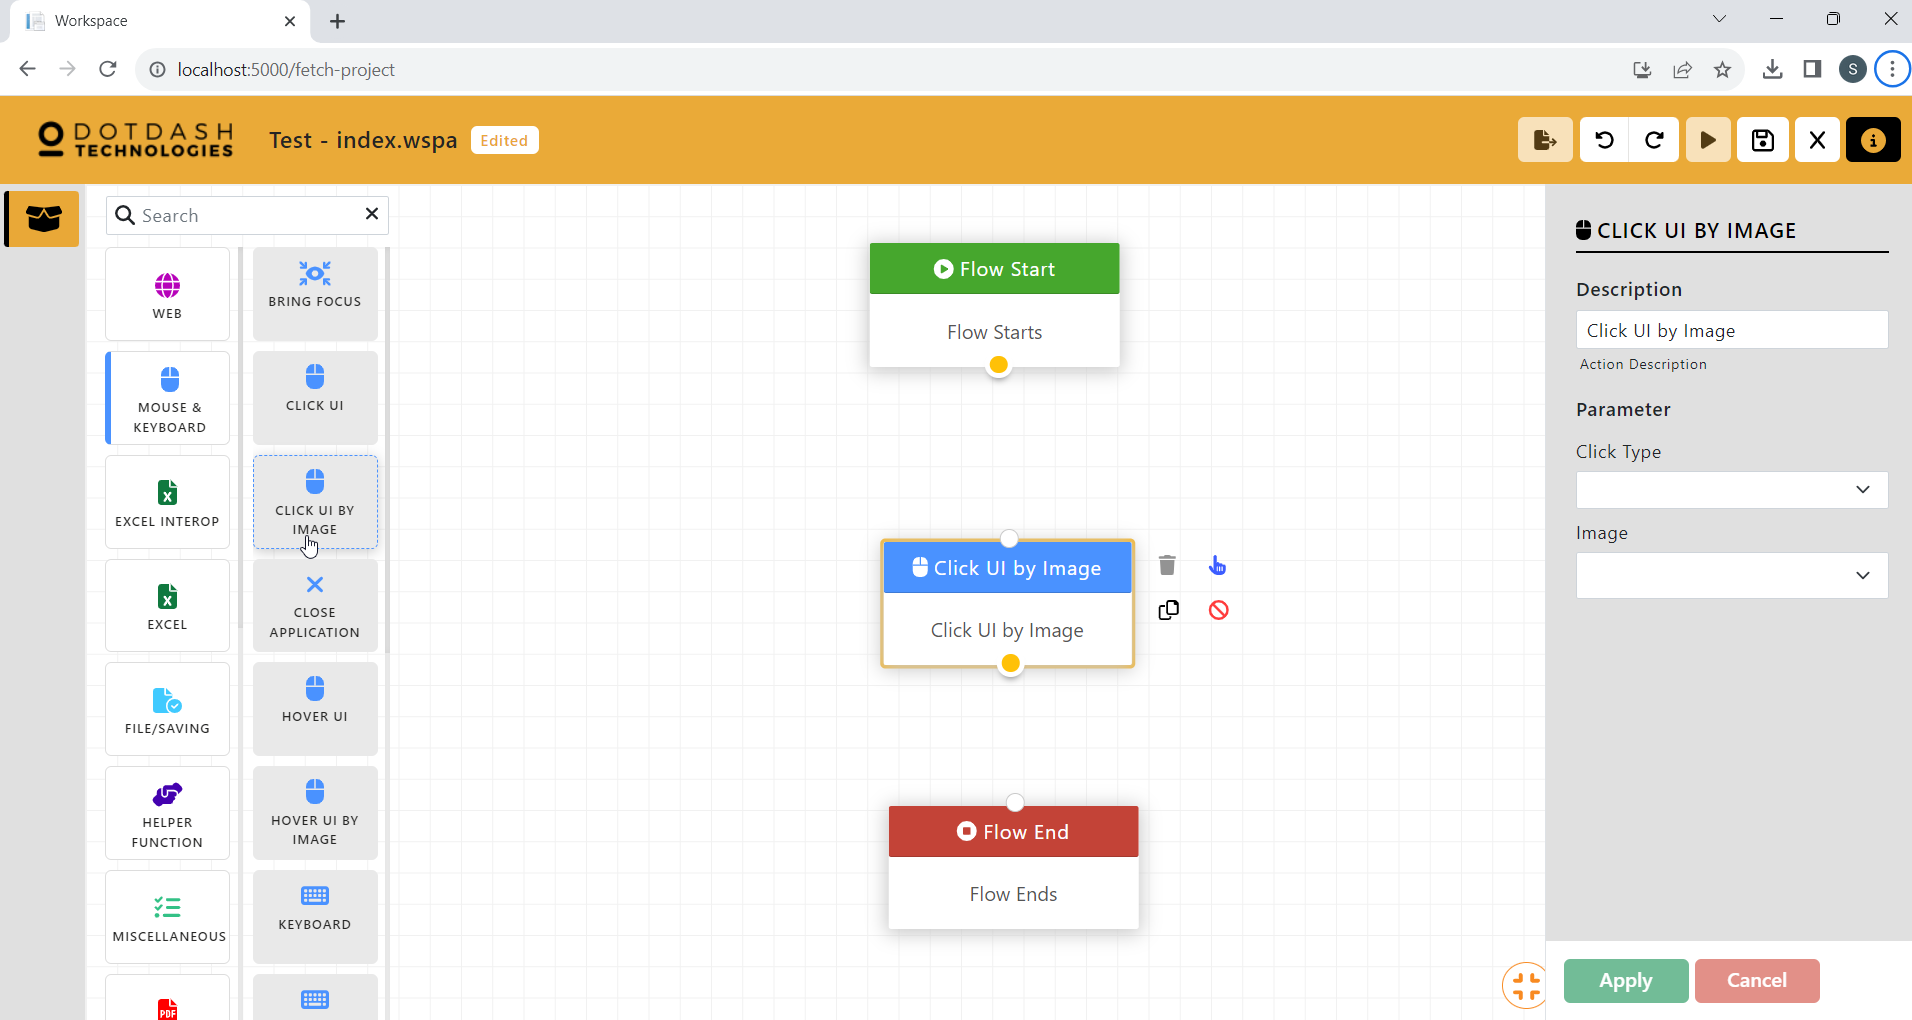 Workspace
localhost:5000/fetch-project
S
DOTDASH
TECHNOLOGIES
Test - index.wspa
Edited
Search
WEB
MOUSE &
KEYBOARD
EXCEL INTEROP
EXCEL
FILE/SAVING
HELPER
FUNCTION
MISCELLANEOUS
PDF
BRING FOCUS
CLICK UI
CLICK UI BY
IMAGE
CLOSE
APPLICATION
HOVER UI
HOVER UI BY
IMAGE
KEYBOARD
Flow Start
Flow Starts
Click UI by Image
Click UI by Image
Flow End
Flow Ends
CLICK UI BY IMAGE
Description
Click UI by Image
Action Description
Parameter
Click Type
Image
Apply
Cancel